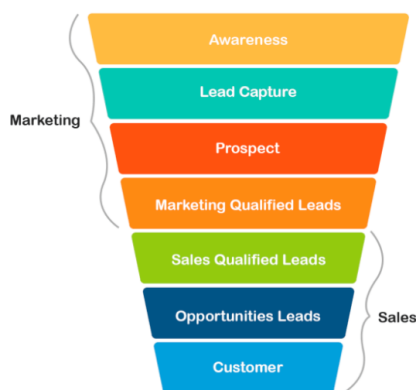 Awareness
Lead Capture
Marketing
Prospect
Marketing Qualified Leads
Sales Qualified Leads
Opportunities Leads
Sales
Customer